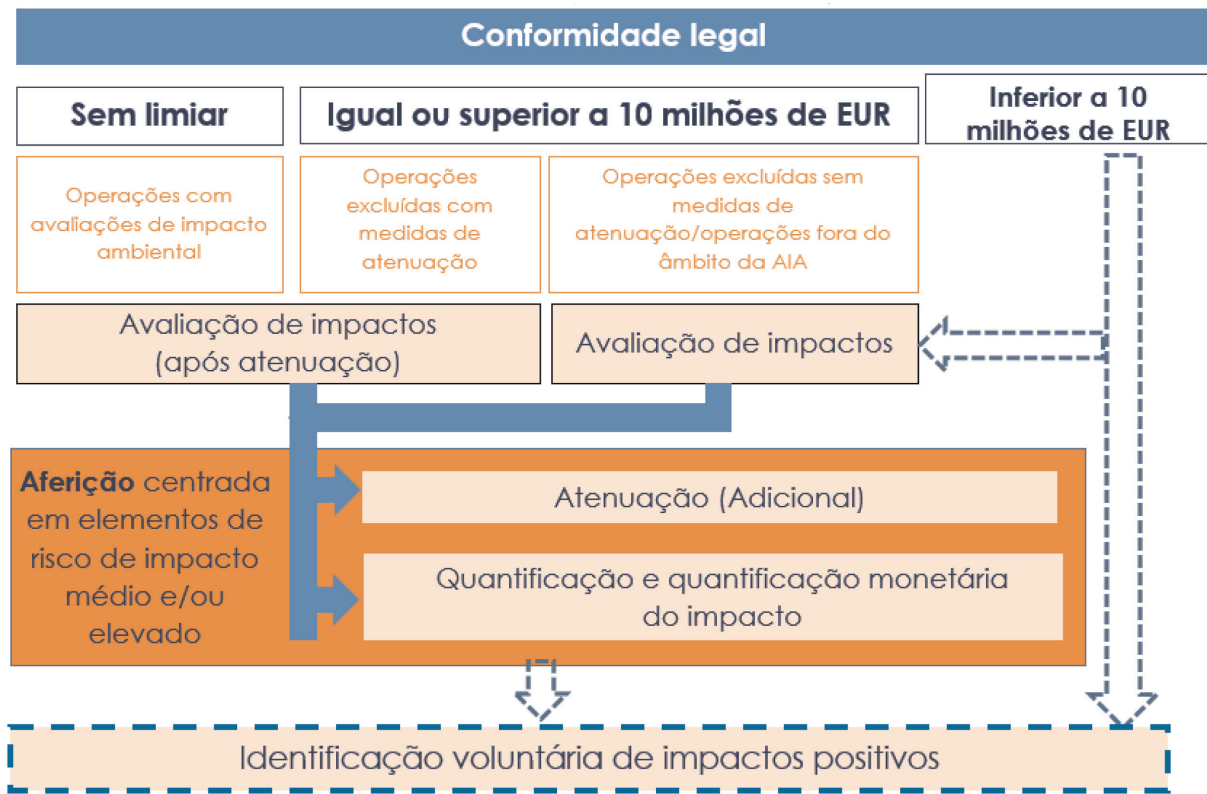 Conformidade legal
Sem limiar
Igual ou superior a 10 milhões de EUR
Inferior a 10
milhões de EUR
Operações com
avaliações de impacto
ambiental
Operações
excluídas com
medidas de
atenuação
Operações excluídas sem
medidas de
atenuação/operações fora do
âmbito da AIA
Avaliação de impactos
(após atenuação)
Avaliação de impactos
Aferição centrada
em elementos de
risco de impacto
médio e/ou
elevado
Atenuação (Adicional)
Quantificação e quantificação monetária
do impacto
Identificação voluntária de impactos positivos